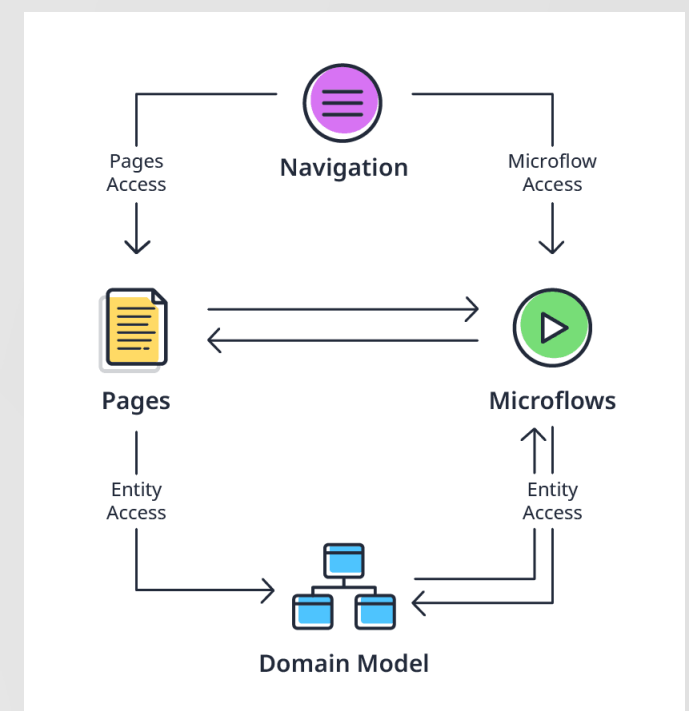 Navigation
Pages
Access
Microflow
Access
Pages
Microflows
Entity
Access
Entity
Access
Domain Model